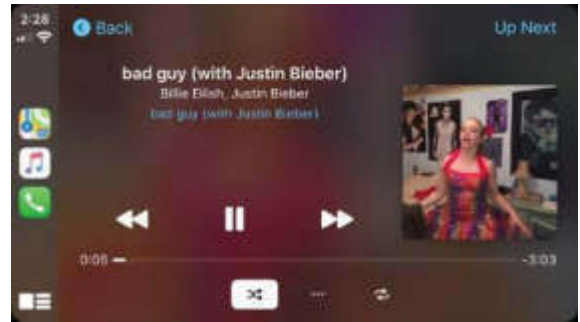 2:28
Back
Up Next
bad guy (with Justin Bieber)
Billie Eilish, Justin Bieber
bad guy (with Justin Bieber)
0:06
-3:03